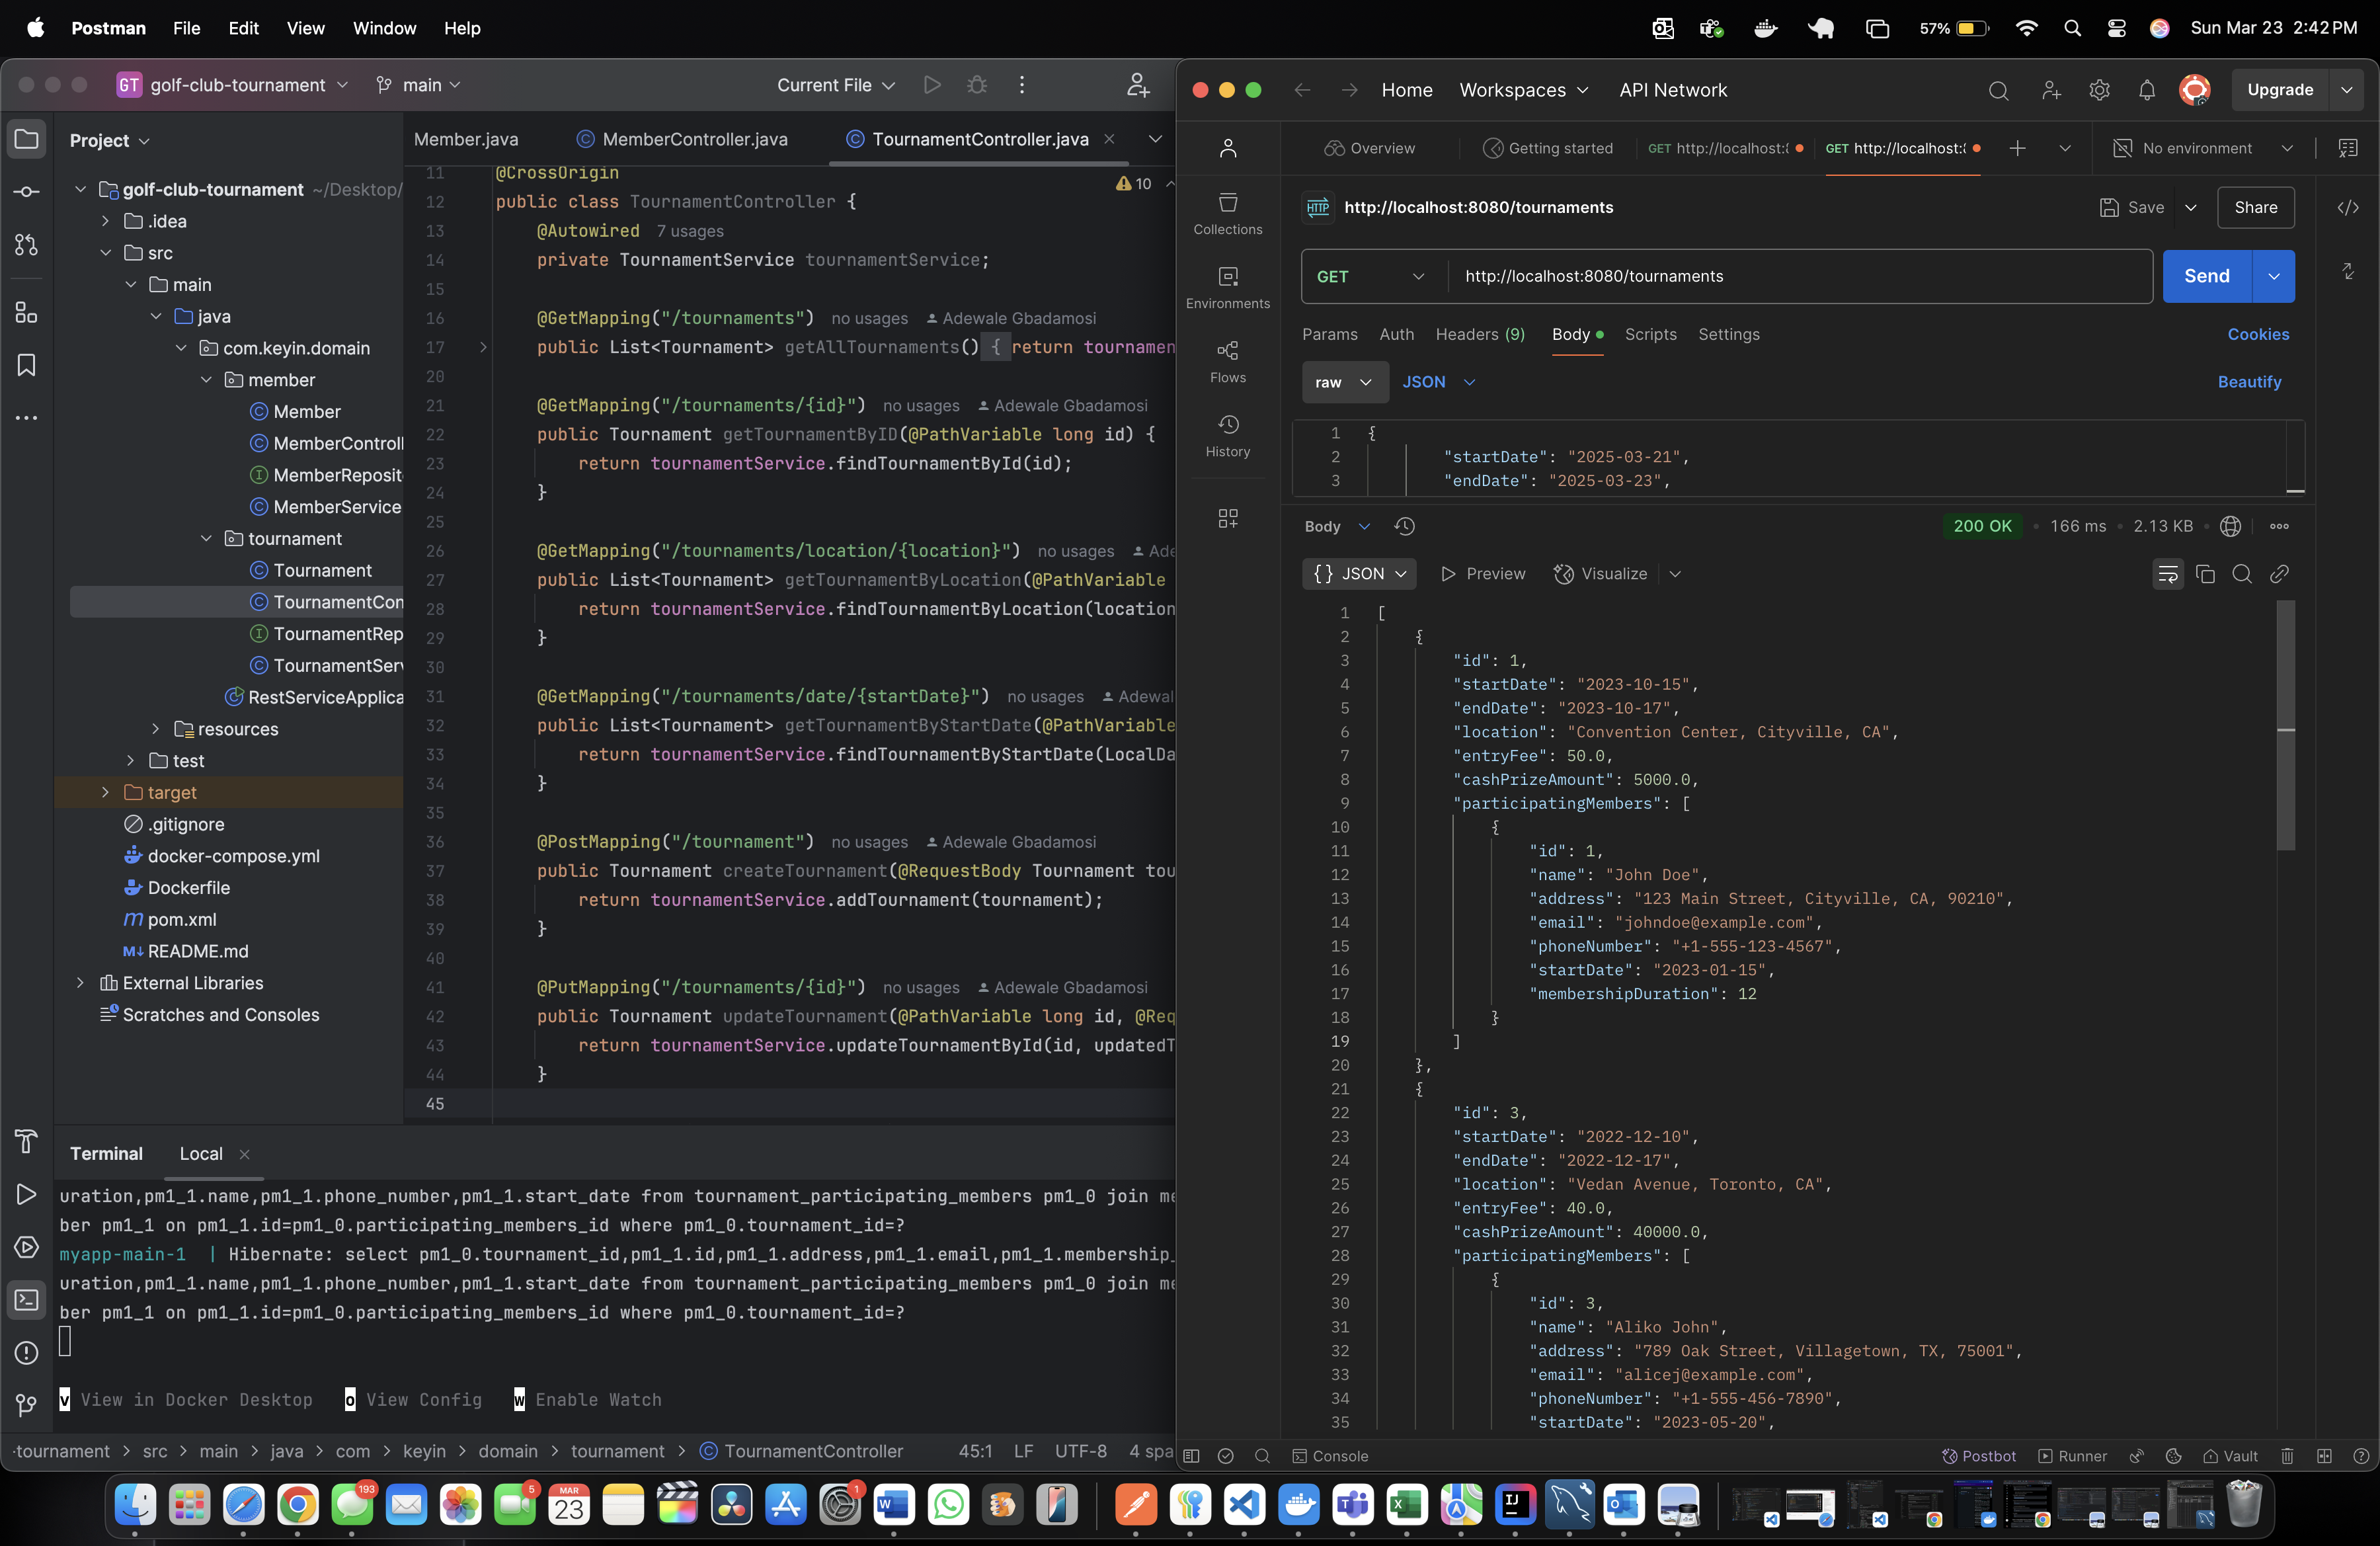 Postman File Edit View Window Help
57% Sun Mar 23 2:42 PM
GT golf-club-tournament main
Current File
Project
golf-club-tournament ~/Desktop/
.idea
src
main
java
com.keyin.domain
member
Member
MemberControll
MemberReposit
MemberService
tournament
Tournament
TournamentCon
TournamentRep
TournamentServ
RestServiceApplica
resources
test
target
.gitignore
docker-compose.yml
Dockerfile
pom.xml
README.md
External Libraries
Scratches and Consoles
Member.java MemberController.java TournamentController.java
10
11 @CrossOrigin
12 public class TournamentController {
13 @Autowired 7 usages
14 private TournamentService tournamentService;
15
16 @GetMapping("/tournaments") no usages Adewale Gbadamosi
17 public List<Tournament> getAllTournaments() { return tournamen
20
21 @GetMapping("/tournaments/{id}") no usages Adewale Gbadamosi
22 public Tournament getTournamentByID(@PathVariable long id) {
23 return tournamentService.findTournamentById(id);
24 }
25
26 @GetMapping("/tournaments/location/{location}") no usages Ade
27 public List<Tournament> getTournamentByLocation(@PathVariable
28 return tournamentService.findTournamentByLocation(location
29 }
30
31 @GetMapping("/tournaments/date/{startDate}") no usages Adewal
32 public List<Tournament> getTournamentByStartDate(@PathVariable
33 return tournamentService.findTournamentByStartDate(LocalDa
34 }
35
36 @PostMapping("/tournament") no usages Adewale Gbadamosi
37 public Tournament createTournament(@RequestBody Tournament tou
38 return tournamentService.addTournament(tournament);
39 }
40
41 @PutMapping("/tournaments/{id}") no usages Adewale Gbadamosi
42 public Tournament updateTournament(@PathVariable long id, @Req
43 return tournamentService.updateTournamentById(id, updatedT
44 }
45
Terminal Local
uration,pm1_1.name,pm1_1.phone_number,pm1_1.start_date from tournament_participating_members pm1_0 join me
ber pm1_1 on pm1_1.id=pm1_0.participating_members_id where pm1_0.tournament_id=?
myapp-main-1 | Hibernate: select pm1_0.tournament_id,pm1_1.id,pm1_1.address,pm1_1.email,pm1_1.membership_
uration,pm1_1.name,pm1_1.phone_number,pm1_1.start_date from tournament_participating_members pm1_0 join me
ber pm1_1 on pm1_1.id=pm1_0.participating_members_id where pm1_0.tournament_id=?
v View in Docker Desktop o View Config w Enable Watch
-tournament > src > main > java > com > keyin > domain > tournament > TournamentController 45:1 LF UTF-8 4 spa
Home Workspaces API Network Upgrade
Overview Getting started GET http://localhost: GET http://localhost: No environment
Collections
Environments
Flows
History
HTTP http://localhost:8080/tournaments Save Share
GET http://localhost:8080/tournaments Send
Params Auth Headers (9) Body Scripts Settings Cookies
raw JSON Beautify
1 {
2 "startDate": "2025-03-21",
3 "endDate": "2025-03-23",
Body 200 OK 166 ms 2.13 KB
{} JSON Preview Visualize
1 [
2 {
3 "id": 1,
4 "startDate": "2023-10-15",
5 "endDate": "2023-10-17",
6 "location": "Convention Center, Cityville, CA",
7 "entryFee": 50.0,
8 "cashPrizeAmount": 5000.0,
9 "participatingMembers": [
10 {
11 "id": 1,
12 "name": "John Doe",
13 "address": "123 Main Street, Cityville, CA, 90210",
14 "email": "johndoe@example.com",
15 "phoneNumber": "+1-555-123-4567",
16 "startDate": "2023-01-15",
17 "membershipDuration": 12
18 }
19 ]
20 },
21 {
22 "id": 3,
23 "startDate": "2022-12-10",
24 "endDate": "2022-12-17",
25 "location": "Vedan Avenue, Toronto, CA",
26 "entryFee": 40.0,
27 "cashPrizeAmount": 40000.0,
28 "participatingMembers": [
29 {
30 "id": 3,
31 "name": "Aliko John",
32 "address": "789 Oak Street, Villagetown, TX, 75001",
33 "email": "alicej@example.com",
34 "phoneNumber": "+1-555-456-7890",
35 "startDate": "2023-05-20",
Console Postbot Runner Vault
193 5 MAR 23 1